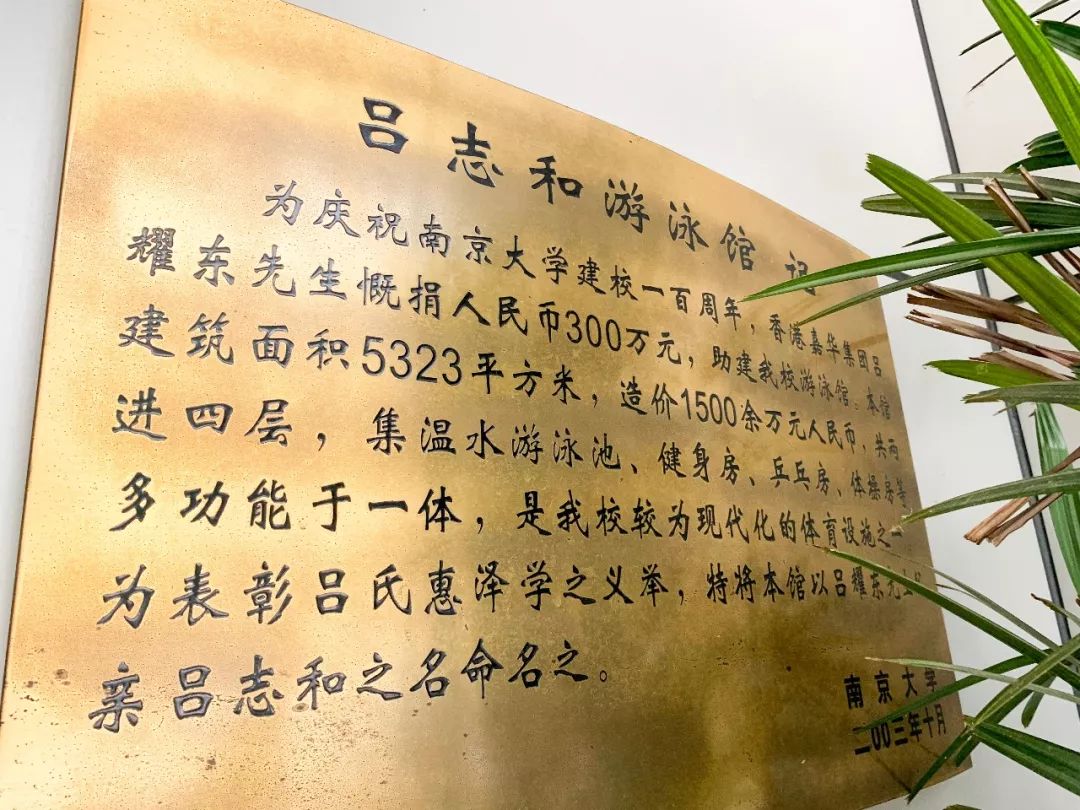 吕志和游泳馆记
为庆祝南京大学建校一百周年，香港嘉华集团吕
耀东先生慨捐人民币300万元，助建我校游泳馆。本馆
建筑面积5323平方米，造价1500余万元人民币，共两
进四层，集温水游泳池、健身房、乒乓房、体操房等
多功能于一体，是我校较为现代化的体育设施之一
为表彰吕氏惠泽学之义举，特将本馆以吕耀东先生
亲吕志和之名命名之。
南京大学
二00三年十月